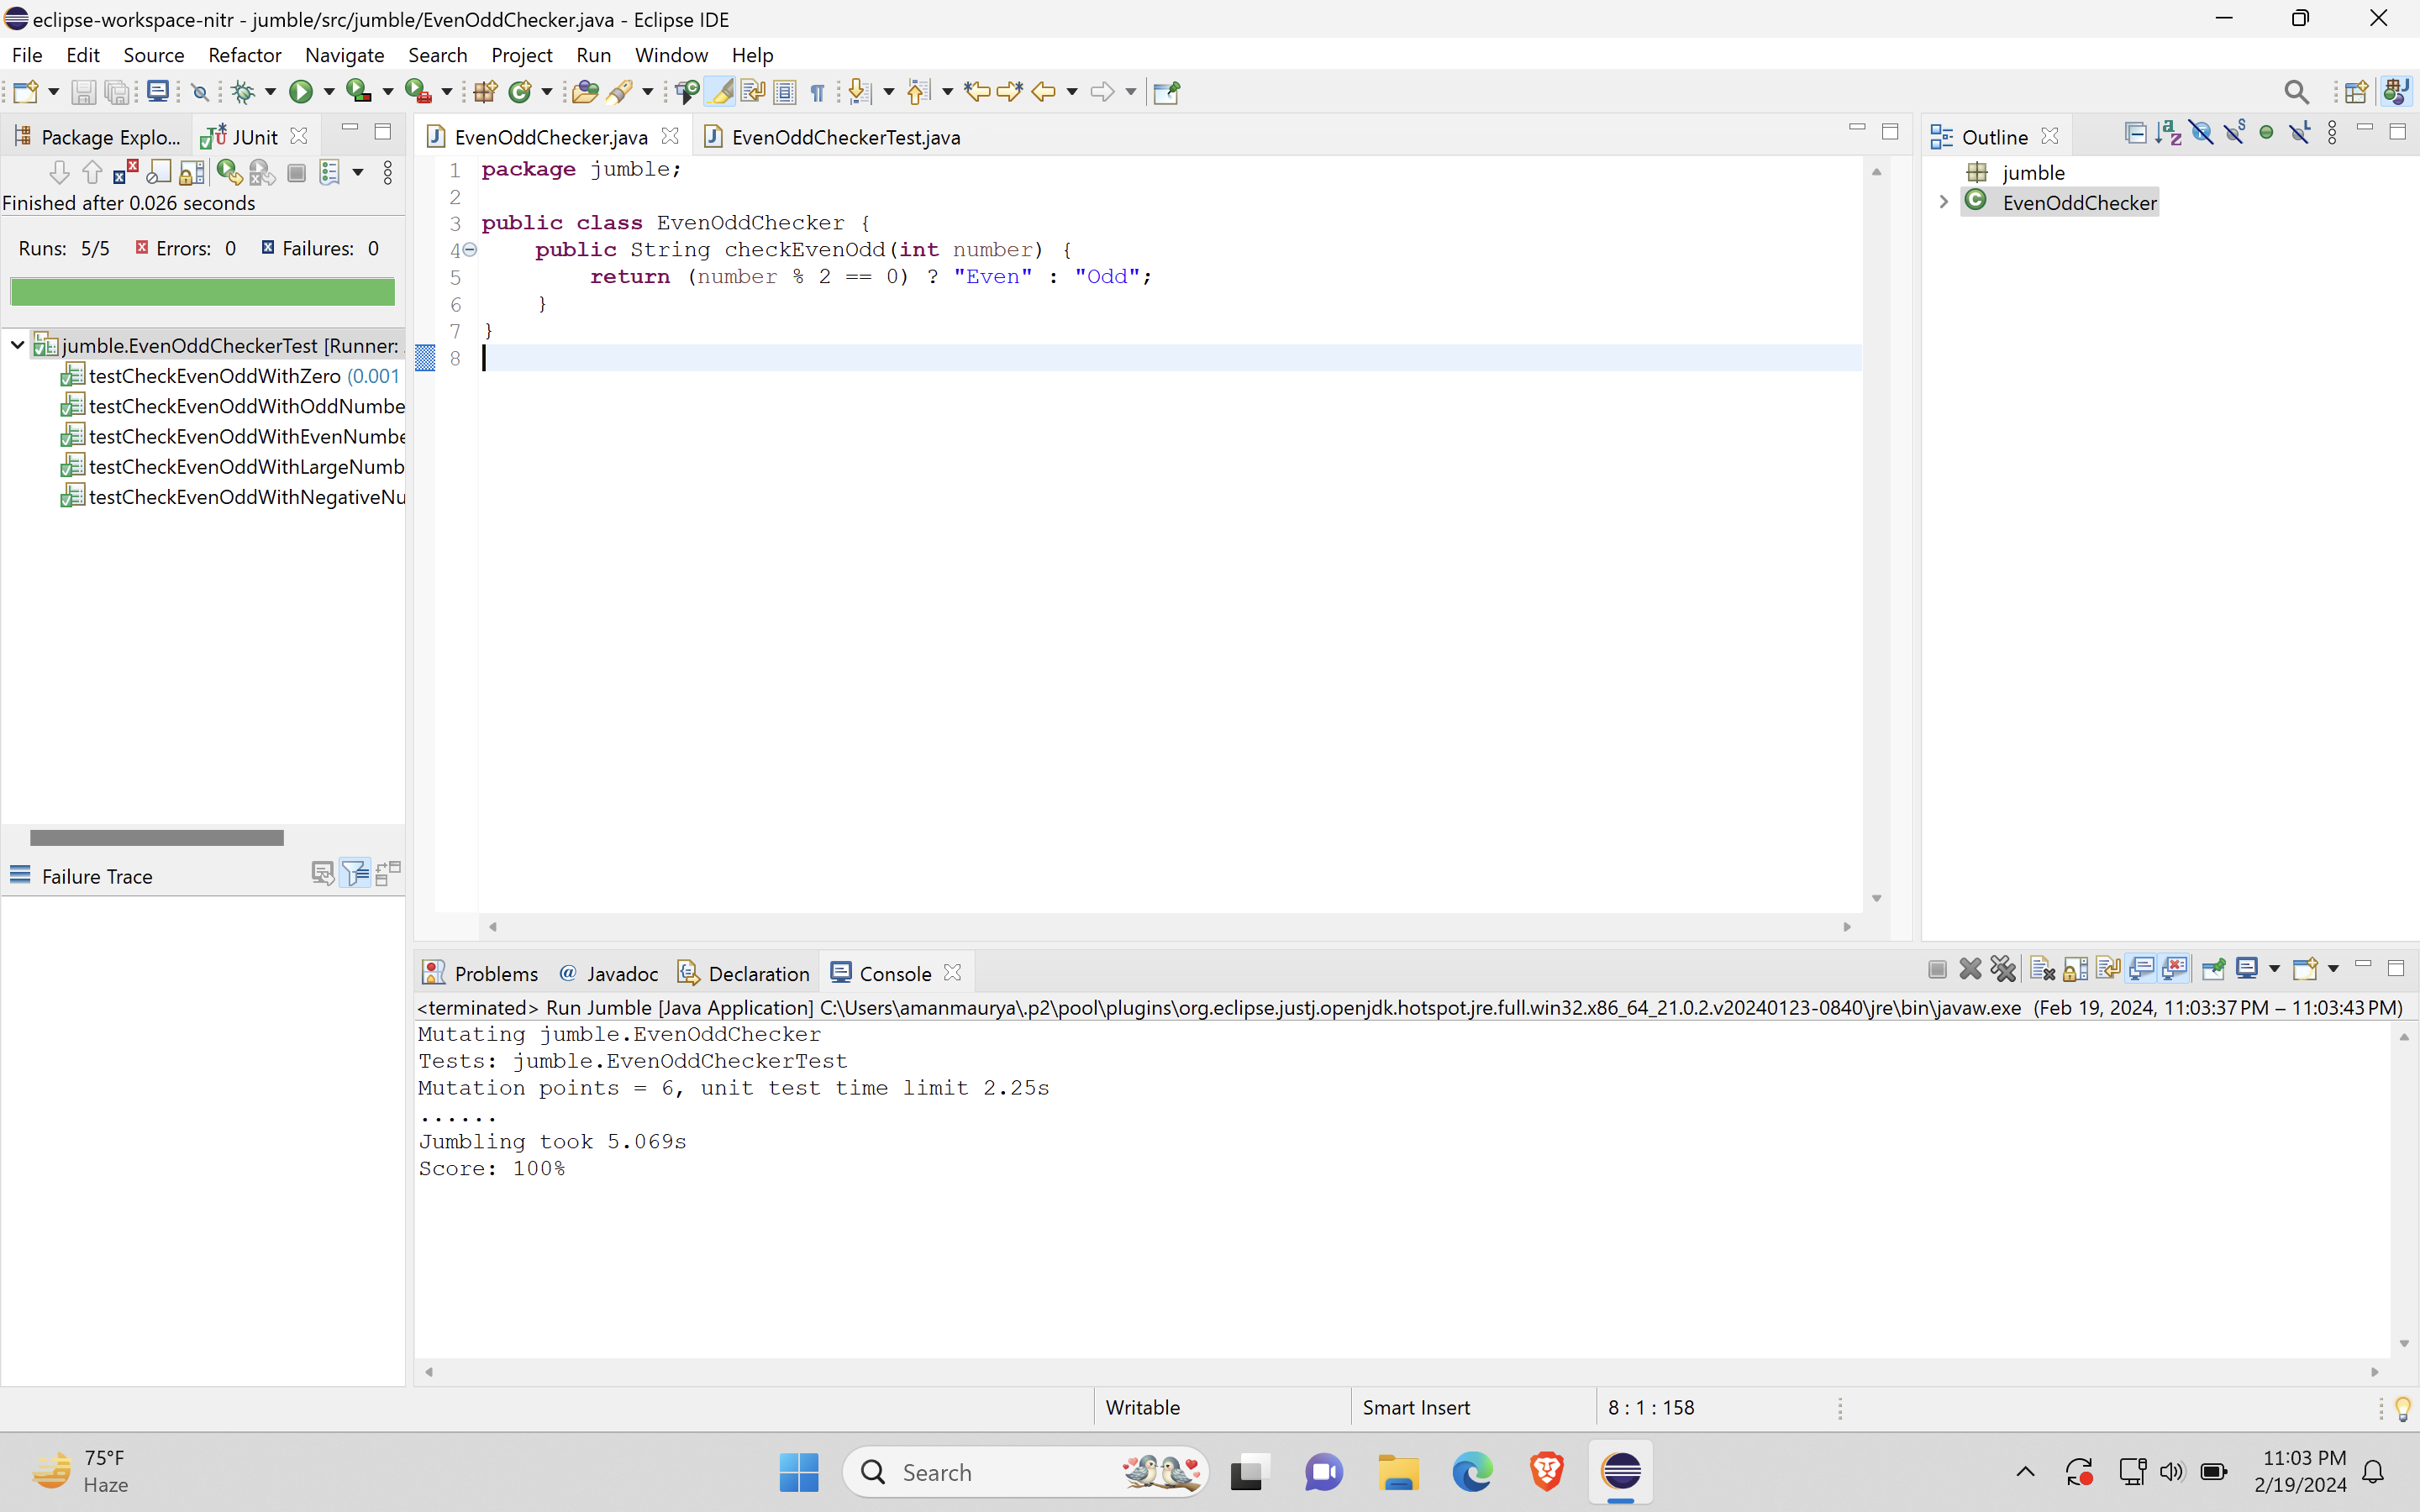 eclipse-workspace-nitr - jumble/src/jumble/EvenOddChecker.java - Eclipse IDE
File Edit Source Refactor Navigate Search Project Run Window Help
Package Explo... JUnit
Finished after 0.026 seconds
Runs: 5/5 Errors: 0 Failures: 0
jumble.EvenOddCheckerTest [Runner:
testCheckEvenOddWithZero (0.001
testCheckEvenOddWithOddNumbe
testCheckEvenOddWithEvenNumbe
testCheckEvenOddWithLargeNumb
testCheckEvenOddWithNegativeNu
Failure Trace
EvenOddChecker.java EvenOddCheckerTest.java
1 package jumble;
2
3 public class EvenOddChecker {
4 public String checkEvenOdd(int number) {
5 return (number % 2 == 0) ? "Even" : "Odd";
6 }
7 }
8
Outline
jumble
EvenOddChecker
Problems Javadoc Declaration Console
<terminated> Run Jumble [Java Application] C:\Users\amanmaurya\.p2\pool\plugins\org.eclipse.justj.openjdk.hotspot.jre.full.win32.x86_64_21.0.2.v20240123-0840\jre\bin\javaw.exe (Feb 19, 2024, 11:03:37 PM – 11:03:43 PM)
Mutating jumble.EvenOddChecker
Tests: jumble.EvenOddCheckerTest
Mutation points = 6, unit test time limit 2.25s
......
Jumbling took 5.069s
Score: 100%
Writable Smart Insert 8 : 1 : 158
75°F
Haze
Search
11:03 PM
2/19/2024